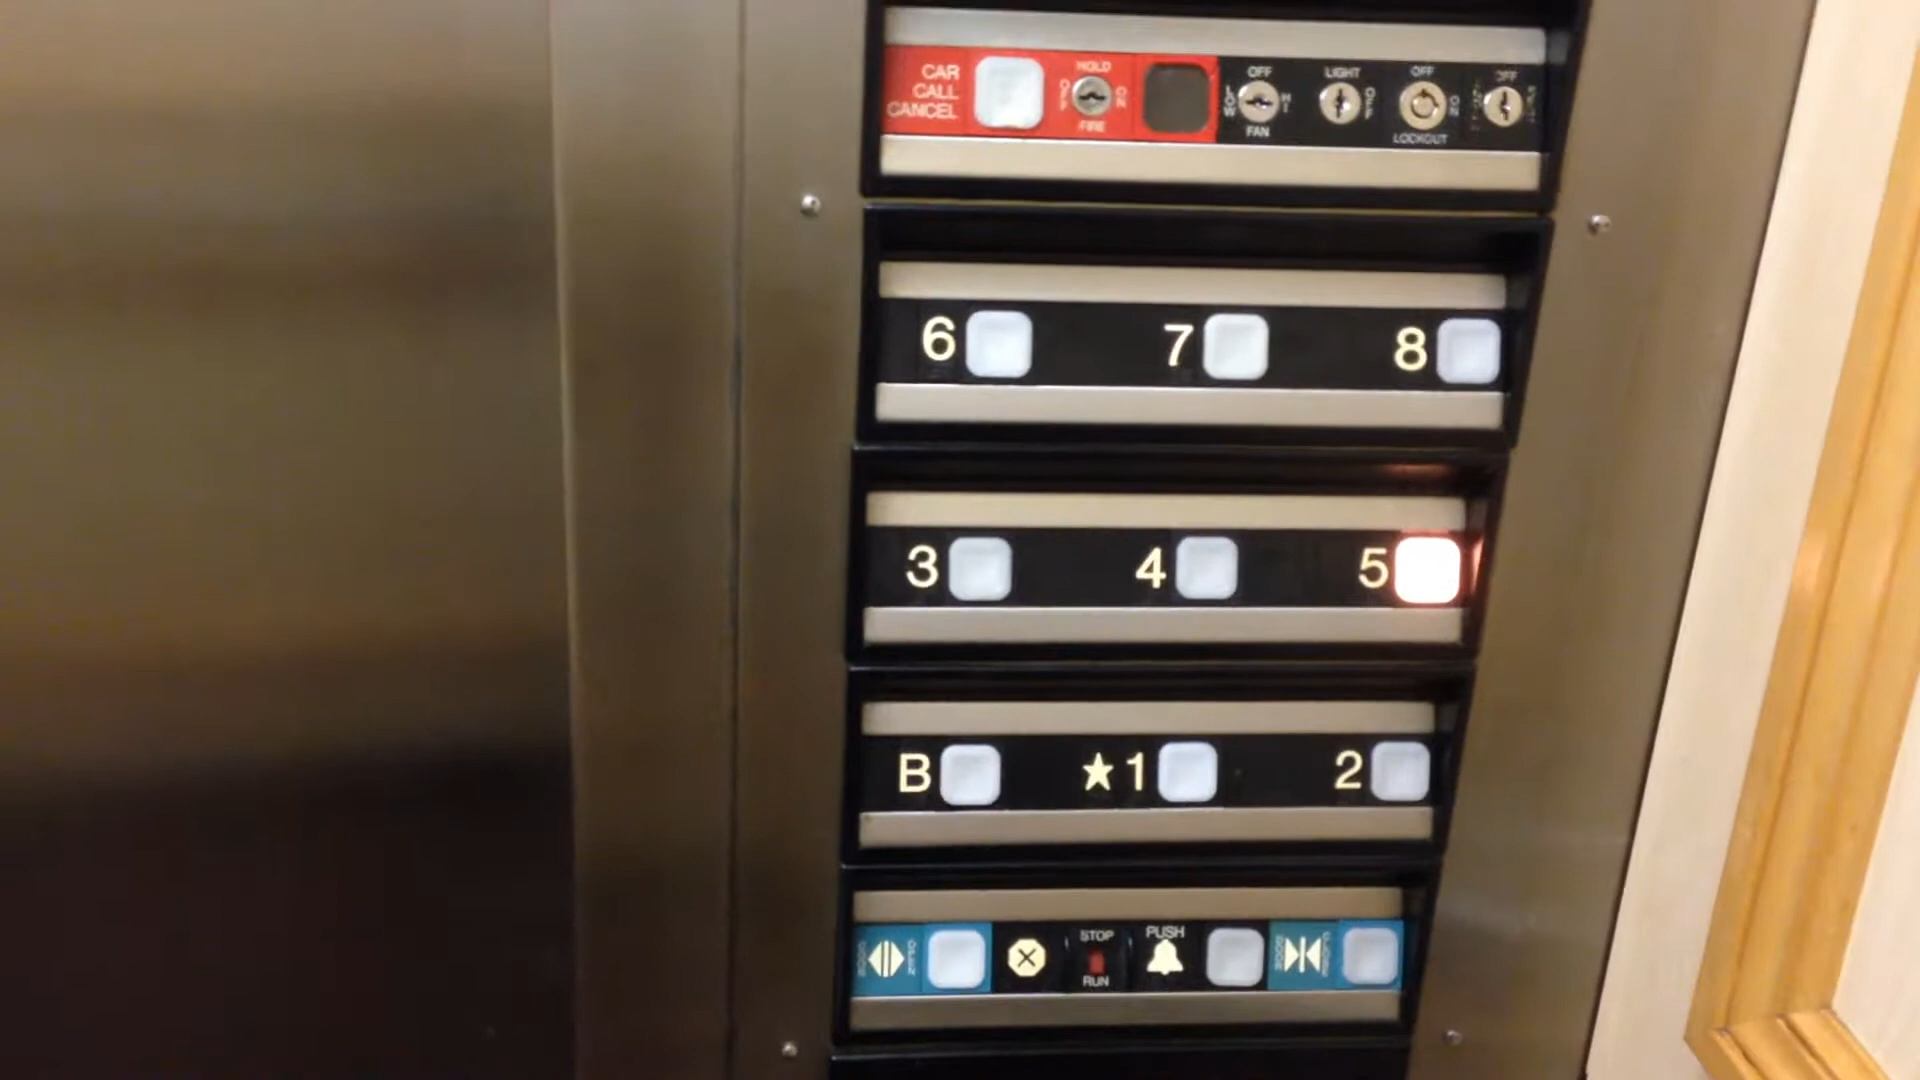 CAR
CALL
CANCEL
HOLD
OFF
ON
FIRE
OFF
LOW
HI
FAN
LIGHT
OFF
OFF
ON
LOCKOUT
OFF
6
7
8
3
4
5
B
★1
2
DOOR
OPEN
STOP
RUN
PUSH
DOOR
CLOSE